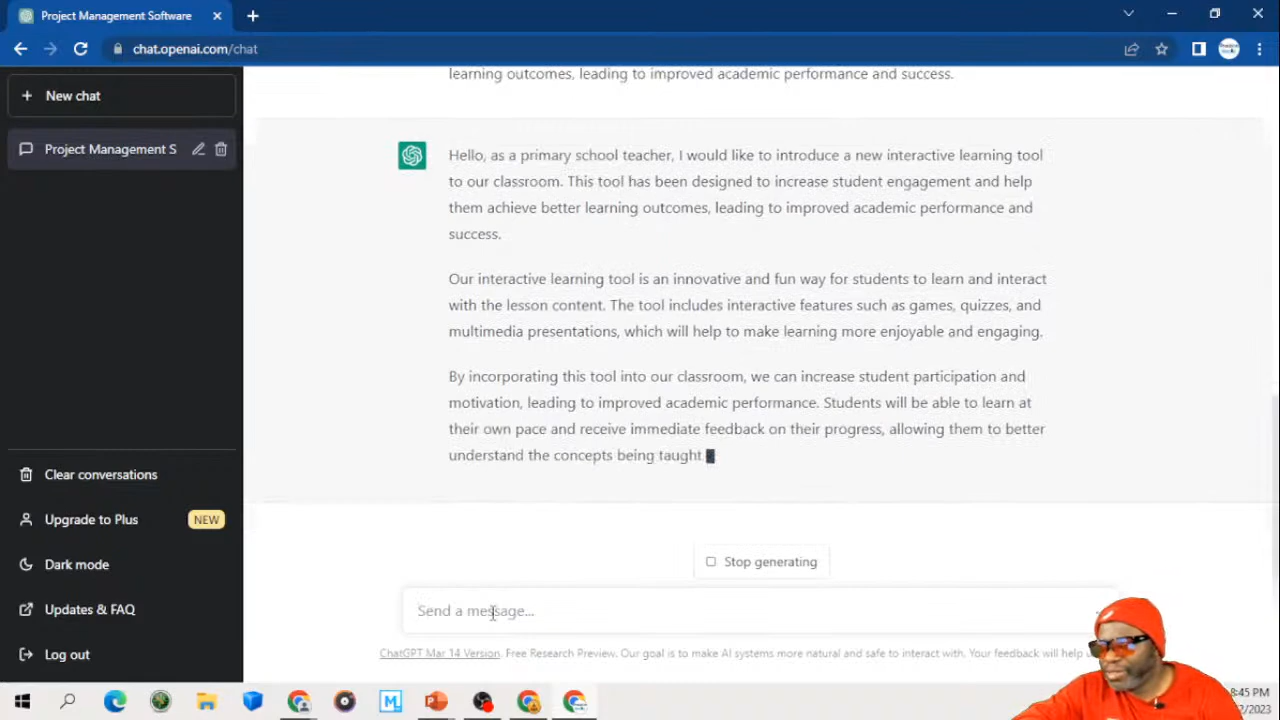 Project Management Software
chat.openai.com/chat
New chat
Project Management S
learning outcomes, leading to improved academic performance and success.
Hello, as a primary school teacher, I would like to introduce a new interactive learning tool
to our classroom. This tool has been designed to increase student engagement and help
them achieve better learning outcomes, leading to improved academic performance and
success.
Our interactive learning tool is an innovative and fun way for students to learn and interact
with the lesson content. The tool includes interactive features such as games, quizzes, and
multimedia presentations, which will help to make learning more enjoyable and engaging.
By incorporating this tool into our classroom, we can increase student participation and
motivation, leading to improved academic performance. Students will be able to learn at
their own pace and receive immediate feedback on their progress, allowing them to better
understand the concepts being taught
Clear conversations
Upgrade to Plus NEW
Dark mode
Updates & FAQ
Log out
Stop generating
Send a message...
ChatGPT Mar 14 Version. Free Research Preview. Our goal is to make AI systems more natural and safe to interact with. Your feedback will help
8:45 PM
/2023